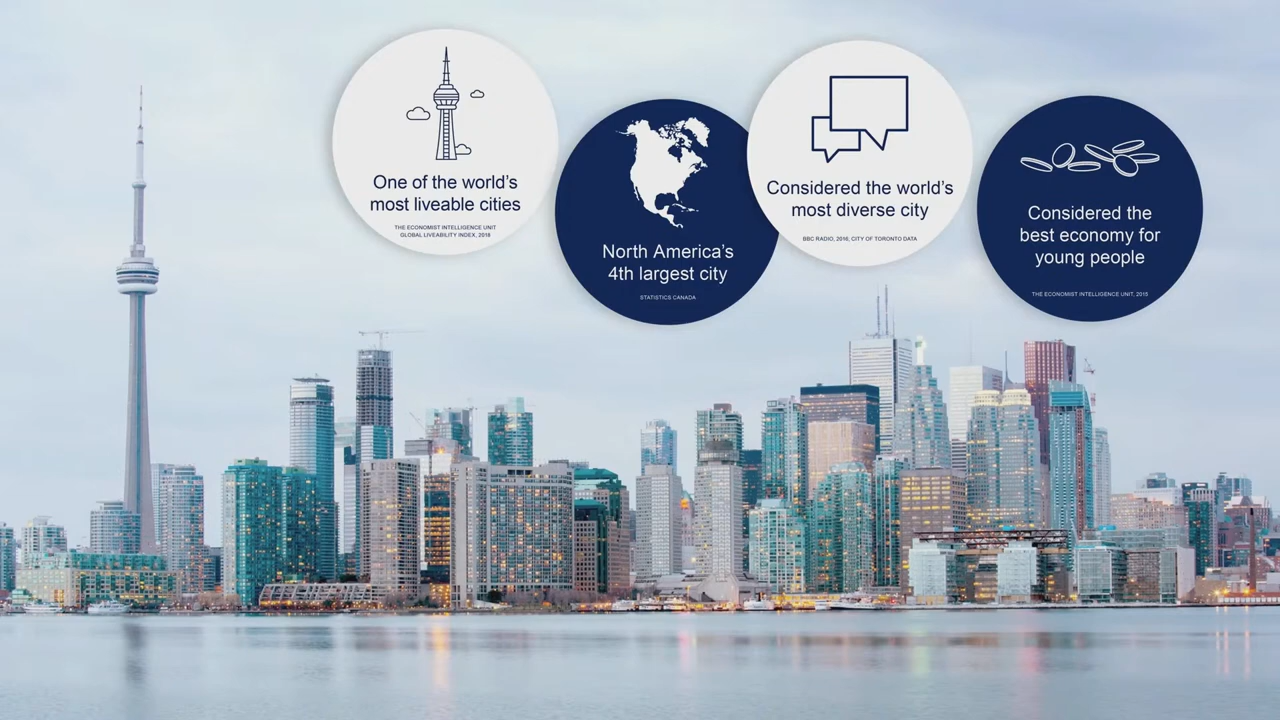 One of the world's
most liveable cities
THE ECONOMIST INTELLIGENCE UNIT
GLOBAL LIVEABILITY INDEX, 2018
North America's
4th largest city
STATISTICS CANADA
Considered the world's
most diverse city
BBC RADIO, 2016; CITY OF TORONTO DATA
Considered the
best economy for
young people
THE ECONOMIST INTELLIGENCE UNIT, 2015